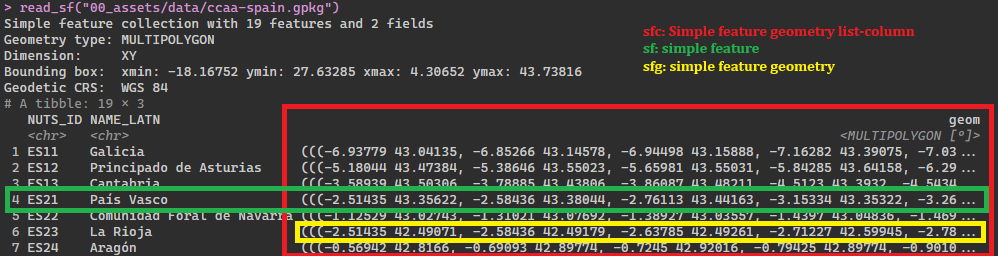 > read_sf("00_assets/data/ccaa-spain.gpkg")
Simple feature collection with 19 features and 2 fields
Geometry type: MULTIPOLYGON
Dimension:     XY
Bounding box:  xmin: -18.16752 ymin: 27.63285 xmax: 4.30652 ymax: 43.73816
Geodetic CRS:  WGS 84
# A tibble: 19 × 3
sfc: Simple feature geometry list-column
sf: simple feature
sfg: simple feature geometry
NUTS_ID NAME_LATN geom
<chr> <chr> <MULTIPOLYGON [°]>
1 ES11 Galicia (((-6.93779 43.04135, -6.85266 43.14578, -6.94498 43.15888, -7.16282 43.39075, -7.03 …
2 ES12 Principado de Asturias (((-5.18044 43.47384, -5.38646 43.55023, -5.65981 43.55031, -5.84285 43.64158, -6.29 …
3 ES13 Cantabria (((-3.58939 43.50306, -3.78885 43.43806, -3.86087 43.48211, -4.5123 43.3932, -4.5434 …
4 ES21 País Vasco (((-2.51435 43.35622, -2.58436 43.38044, -2.76113 43.44163, -3.15334 43.35322, -3.26 …
5 ES22 Comunidad Foral de Navarra (((-1.12529 43.02743, -1.31021 43.07692, -1.38927 43.03557, -1.4397 43.04836, -1.469 …
6 ES23 La Rioja (((-2.51435 42.49071, -2.58436 42.49179, -2.63785 42.49261, -2.71227 42.59945, -2.78 …
7 ES24 Aragón (((-0.56942 42.8166, -0.69093 42.89774, -0.7245 42.92016, -0.79425 42.89774, -0.9010 …